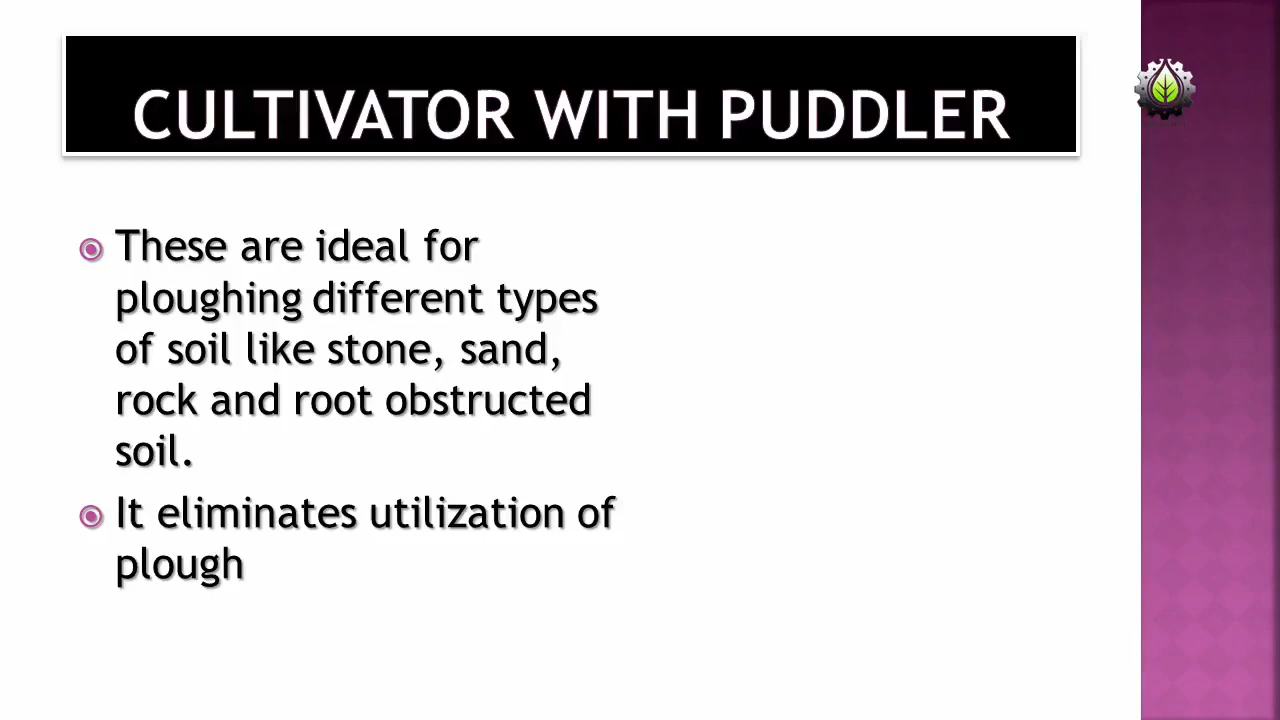 CULTIVATOR WITH PUDDLER
These are ideal for
ploughing different types
of soil like stone, sand,
rock and root obstructed
soil.
It eliminates utilization of
plough